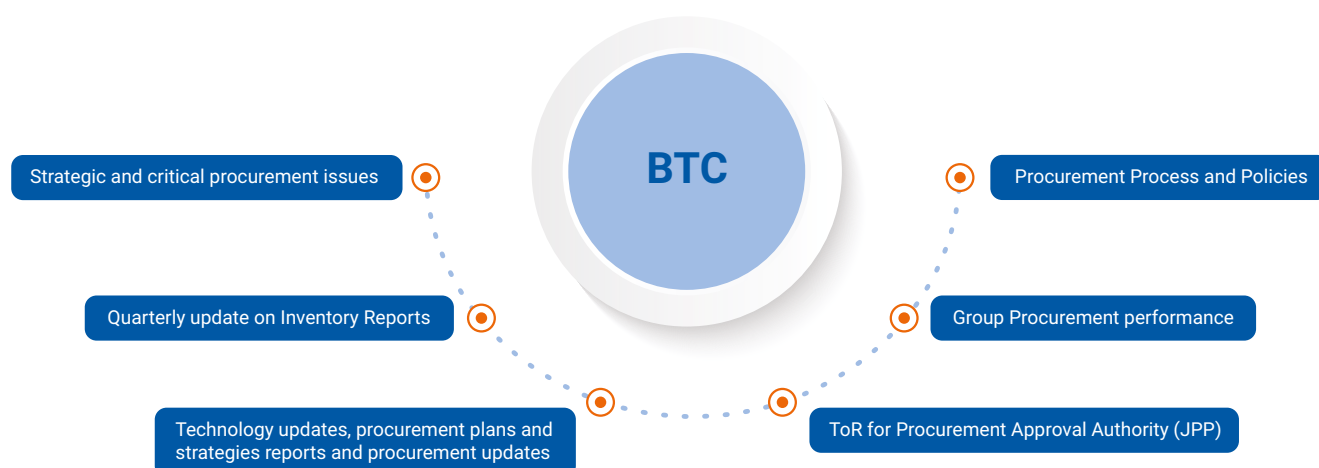 BTC
Strategic and critical procurement issues
Procurement Process and Policies
Quarterly update on Inventory Reports
Group Procurement performance
Technology updates, procurement plans and
strategies reports and procurement updates
ToR for Procurement Approval Authority (JPP)